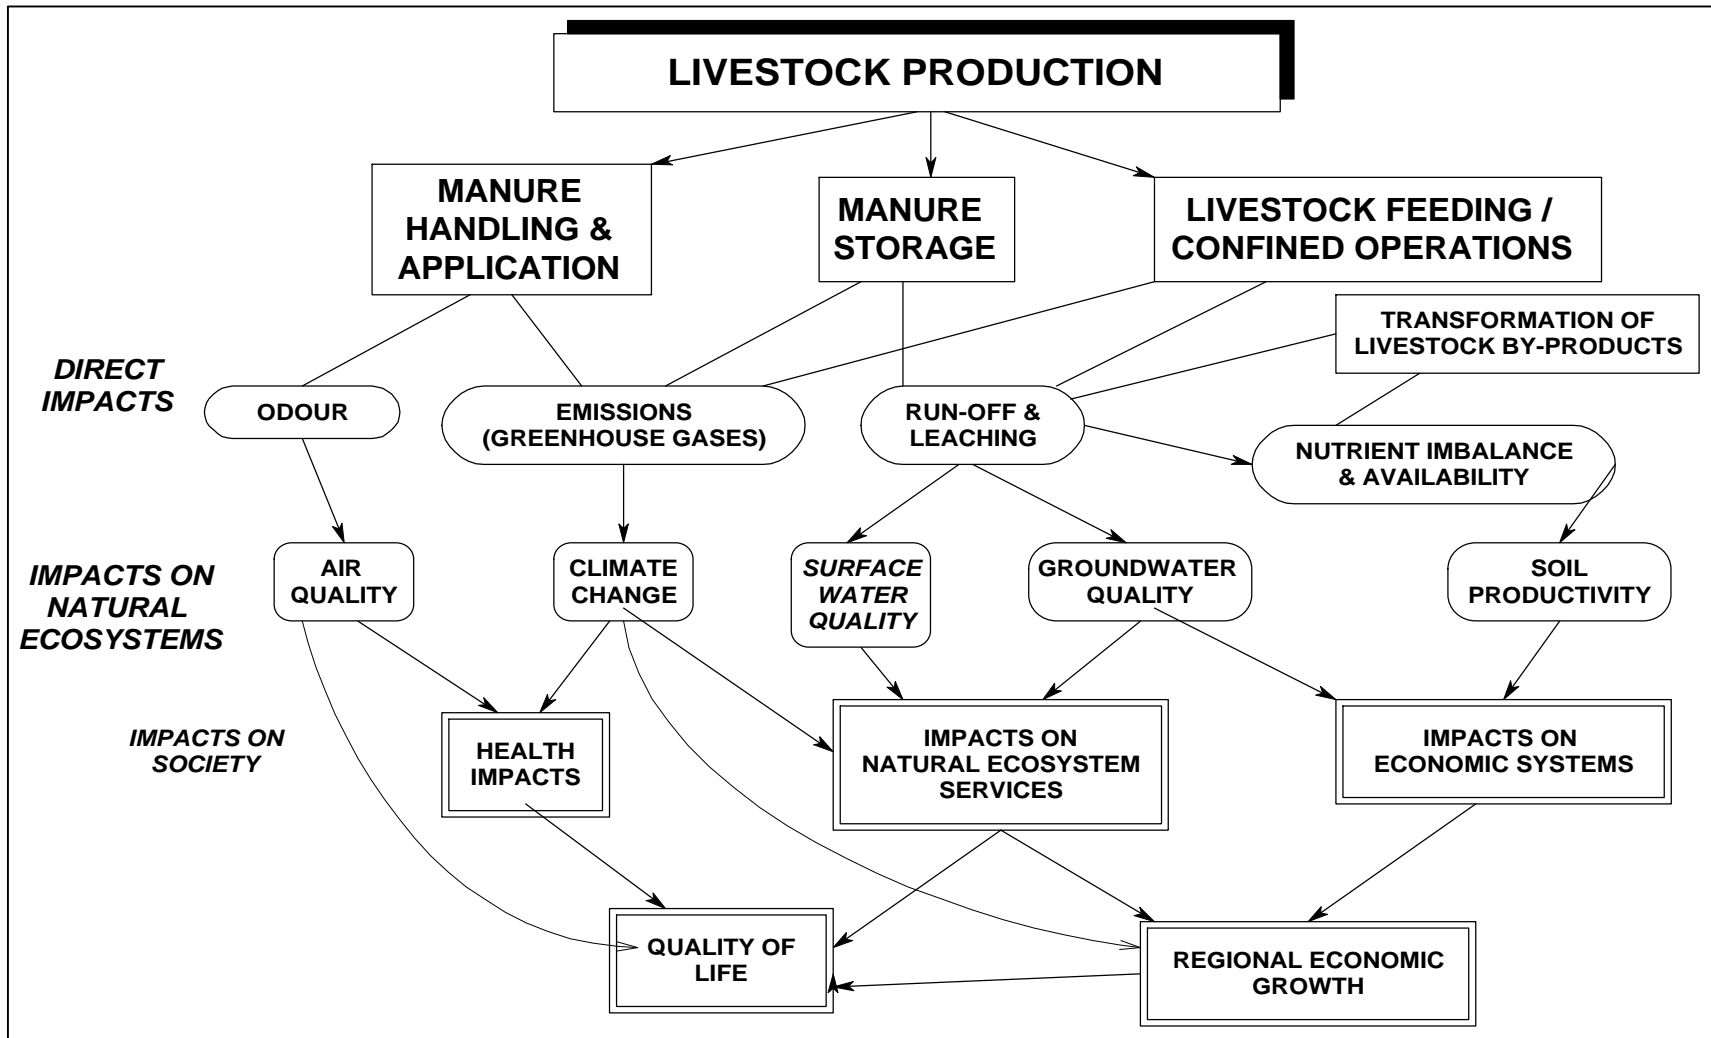 LIVESTOCK PRODUCTION
MANURE
HANDLING &
APPLICATION
MANURE
STORAGE
LIVESTOCK FEEDING /
CONFINED OPERATIONS
TRANSFORMATION OF
LIVESTOCK BY-PRODUCTS
DIRECT
IMPACTS
ODOUR
EMISSIONS
(GREENHOUSE GASES)
RUN-OFF &
LEACHING
NUTRIENT IMBALANCE
& AVAILABILITY
IMPACTS ON
NATURAL
ECOSYSTEMS
AIR
QUALITY
CLIMATE
CHANGE
SURFACE
WATER
QUALITY
GROUNDWATER
QUALITY
SOIL
PRODUCTIVITY
IMPACTS ON
SOCIETY
HEALTH
IMPACTS
IMPACTS ON
NATURAL ECOSYSTEM
SERVICES
IMPACTS ON
ECONOMIC SYSTEMS
QUALITY OF
LIFE
REGIONAL ECONOMIC
GROWTH